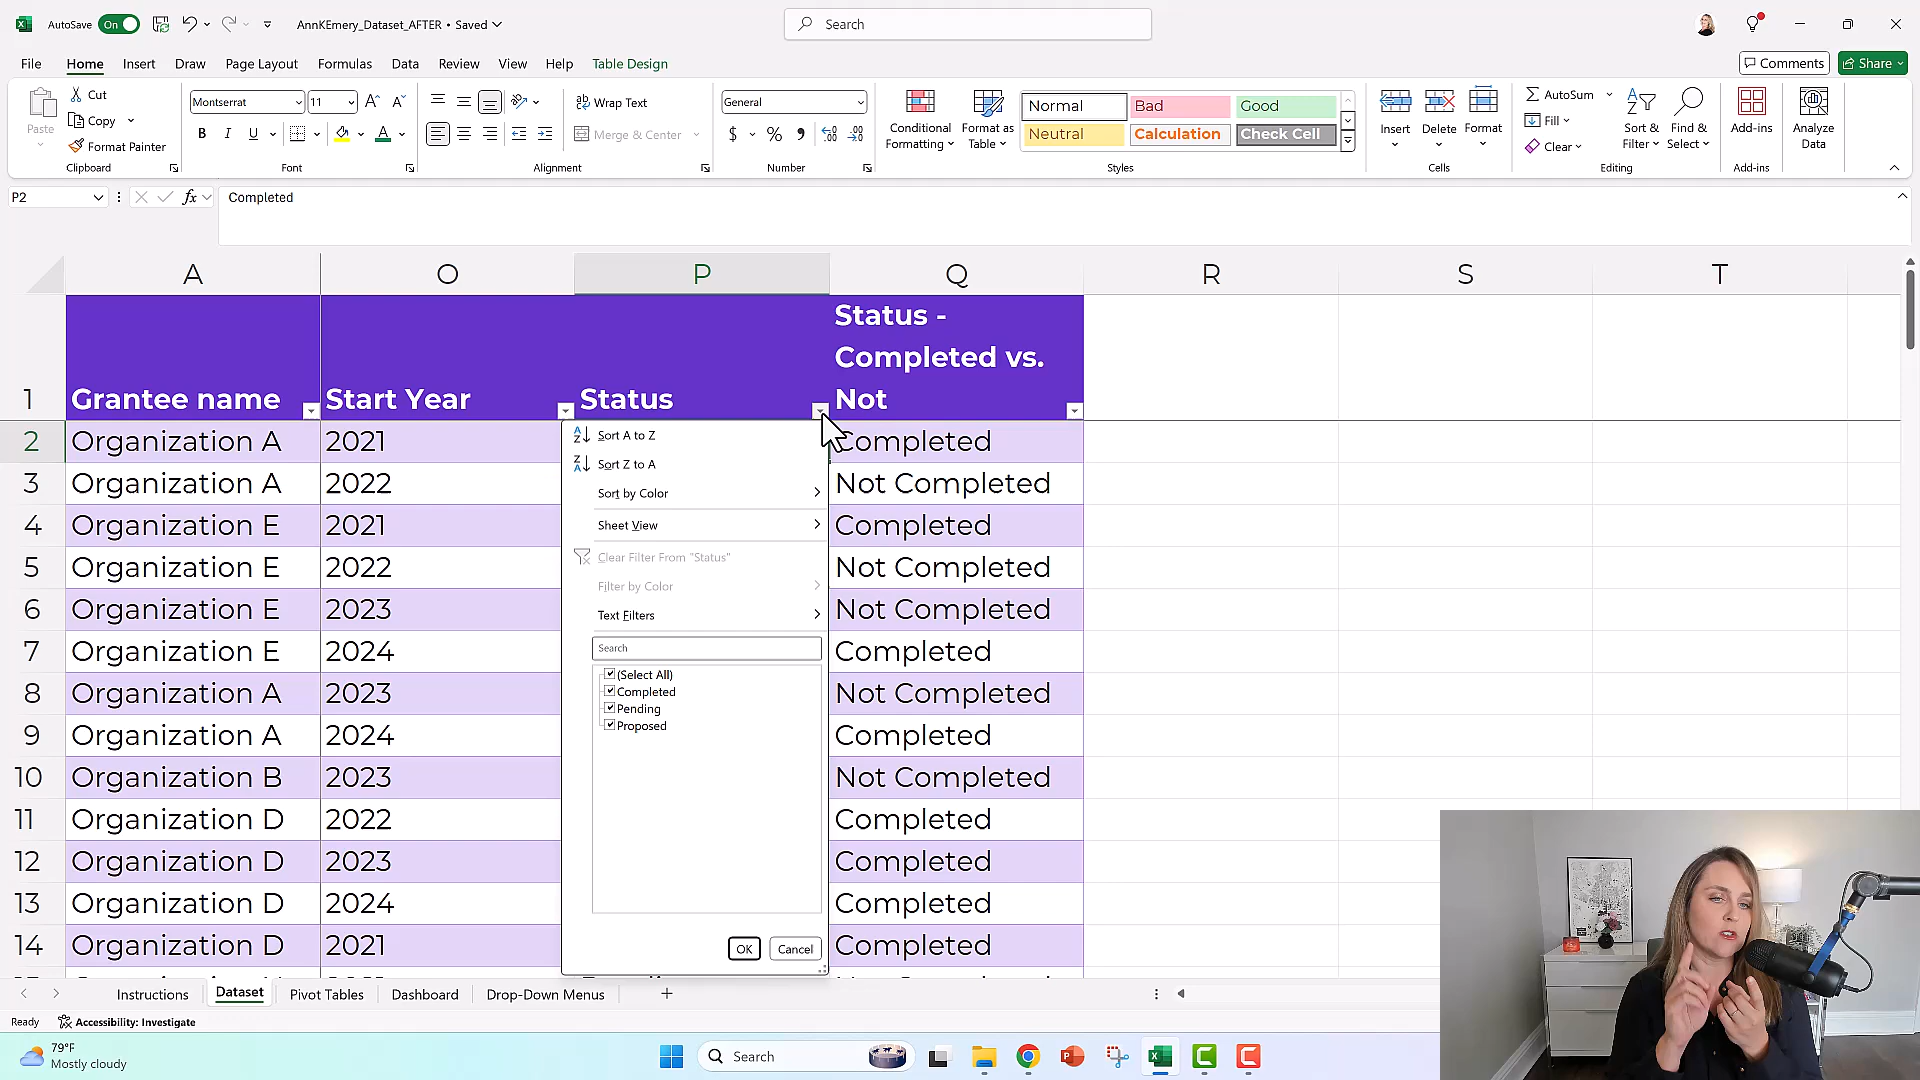 AutoSave On AnnKEmery_Dataset_AFTER • Saved Search
File Home Insert Draw Page Layout Formulas Data Review View Help Table Design Comments Share
Paste Cut Copy Format Painter
Clipboard
Montserrat 11
B I U A
Font
Wrap Text
Merge & Center
Alignment
General
$ % ,
Number
Conditional Formatting
Format as Table
Normal Bad Good
Neutral Calculation Check Cell
Styles
Insert Delete Format
Cells
AutoSum
Fill
Clear
Sort & Filter
Find & Select
Editing
Add-ins
Add-ins
Analyze Data
P2 fx Completed
A O P Q R S T
1 Grantee name Start Year Status Status - Completed vs. Not
2 Organization A 2021 Completed
3 Organization A 2022 Not Completed
4 Organization E 2021 Completed
5 Organization E 2022 Not Completed
6 Organization E 2023 Not Completed
7 Organization E 2024 Completed
8 Organization A 2023 Not Completed
9 Organization A 2024 Completed
10 Organization B 2023 Not Completed
11 Organization D 2022 Completed
12 Organization D 2023 Completed
13 Organization D 2024 Completed
14 Organization D 2021 Completed
Sort A to Z
Sort Z to A
Sort by Color
Sheet View
Clear Filter From "Status"
Filter by Color
Text Filters
Search
(Select All)
Completed
Pending
Proposed
OK Cancel
Instructions Dataset Pivot Tables Dashboard Drop-Down Menus
Ready Accessibility: Investigate
79°F
Mostly cloudy
Search